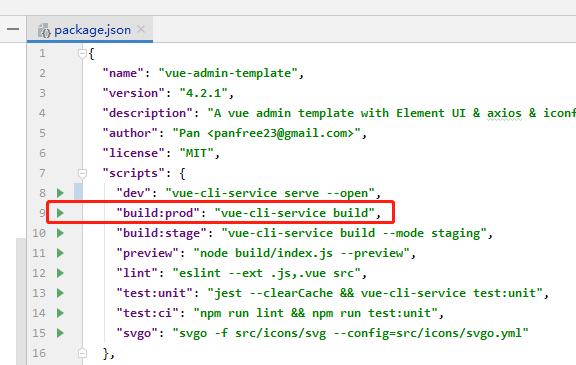 package.json
1 {
2 "name": "vue-admin-template",
3 "version": "4.2.1",
4 "description": "A vue admin template with Element UI & axios & iconf
5 "author": "Pan <panfree23@gmail.com>",
6 "license": "MIT",
7 "scripts": {
8 "dev": "vue-cli-service serve --open",
9 "build:prod": "vue-cli-service build",
10 "build:stage": "vue-cli-service build --mode staging",
11 "preview": "node build/index.js --preview",
12 "lint": "eslint --ext .js,.vue src",
13 "test:unit": "jest --clearCache && vue-cli-service test:unit",
14 "test:ci": "npm run lint && npm run test:unit",
15 "svgo": "svgo -f src/icons/svg --config=src/icons/svgo.yml"
16 },